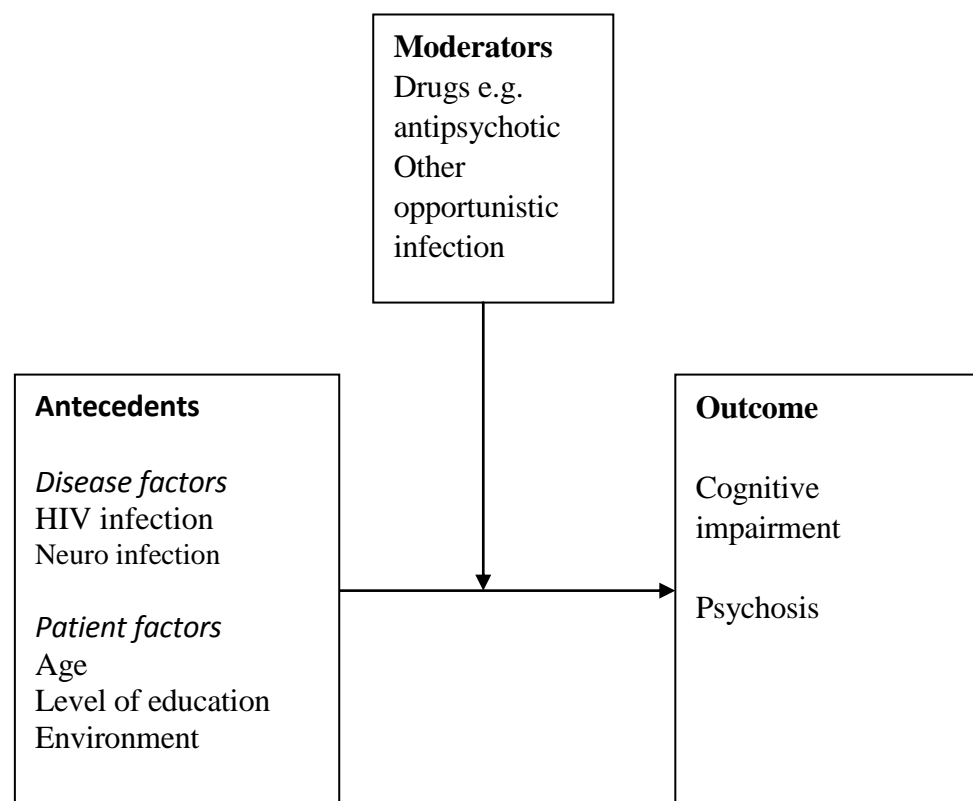 Moderators
Drugs e.g.
antipsychotic
Other
opportunistic
infection
Antecedents
Disease factors
HIV infection
Neuro infection
Patient factors
Age
Level of education
Environment
Outcome
Cognitive
impairment
Psychosis